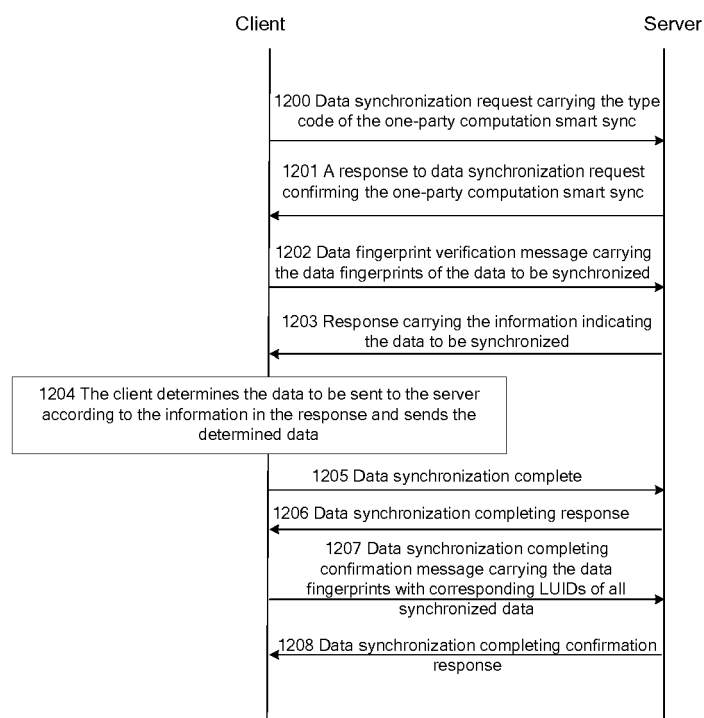 Client
Server
1200 Data synchronization request carrying the type
code of the one-party computation smart sync
1201 A response to data synchronization request
confirming the one-party computation smart sync
1202 Data fingerprint verification message carrying
the data fingerprints of the data to be synchronized
1203 Response carrying the information indicating
the data to be synchronized
1204 The client determines the data to be sent to the server
according to the information in the response and sends the
determined data
1205 Data synchronization complete
1206 Data synchronization completing response
1207 Data synchronization completing
confirmation message carrying the data
fingerprints with corresponding LUIDs of all
synchronized data
1208 Data synchronization completing confirmation
response